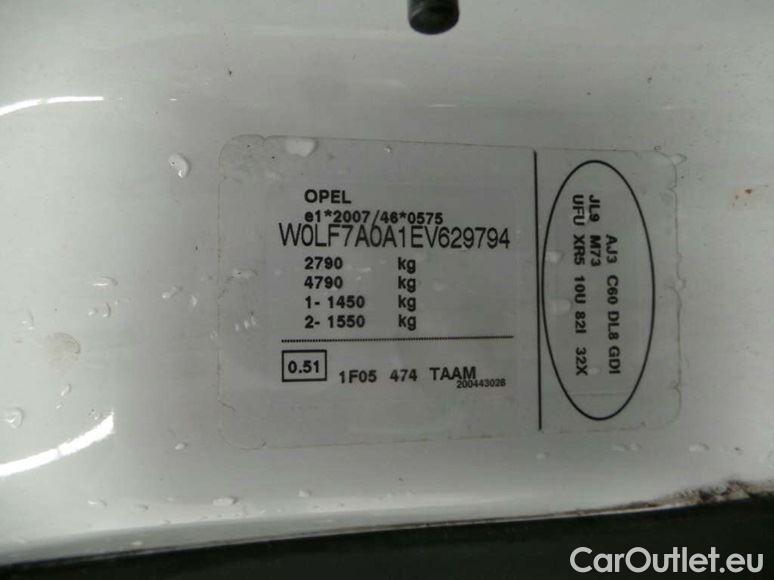 OPEL
e1*2007/46*0575
W0LF7A0A1EV629794
2790 kg
4790 kg
1- 1450 kg
2- 1550 kg
0.51 1F05 474 TAAM
200443028
AJ3 C60 DL8 GDI
JL9 M73
UFU XR5 10U 82I 32X
CarOutlet.eu